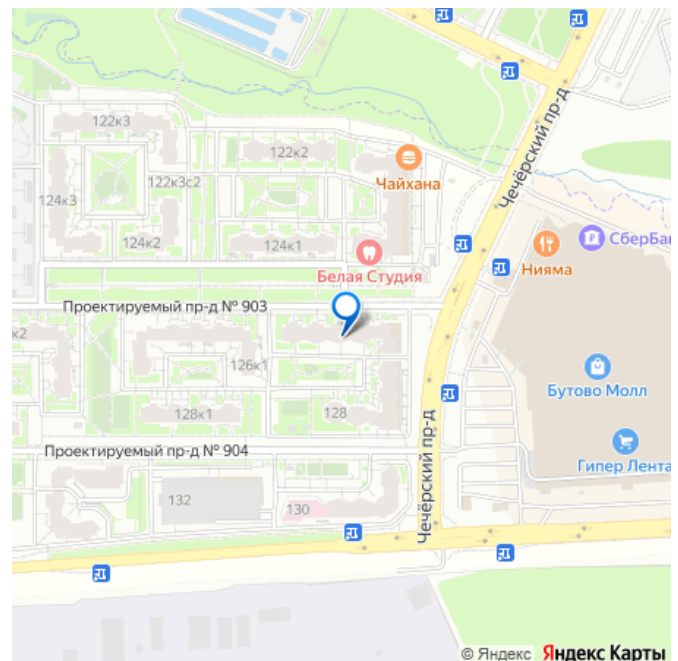 122к3
122к2
Чайхана
Чечёрский пр-д
122к3с2
124к3
124к2
124к1
СберБан
Нияма
Белая Студия
Проектируемый пр-д № 903
к2
126к1
Бутово Молл
128к1
128
Чечёрский пр-д
Гипер Лента
Проектируемый пр-д № 904
132
130
© Яндекс Яндекс Карты